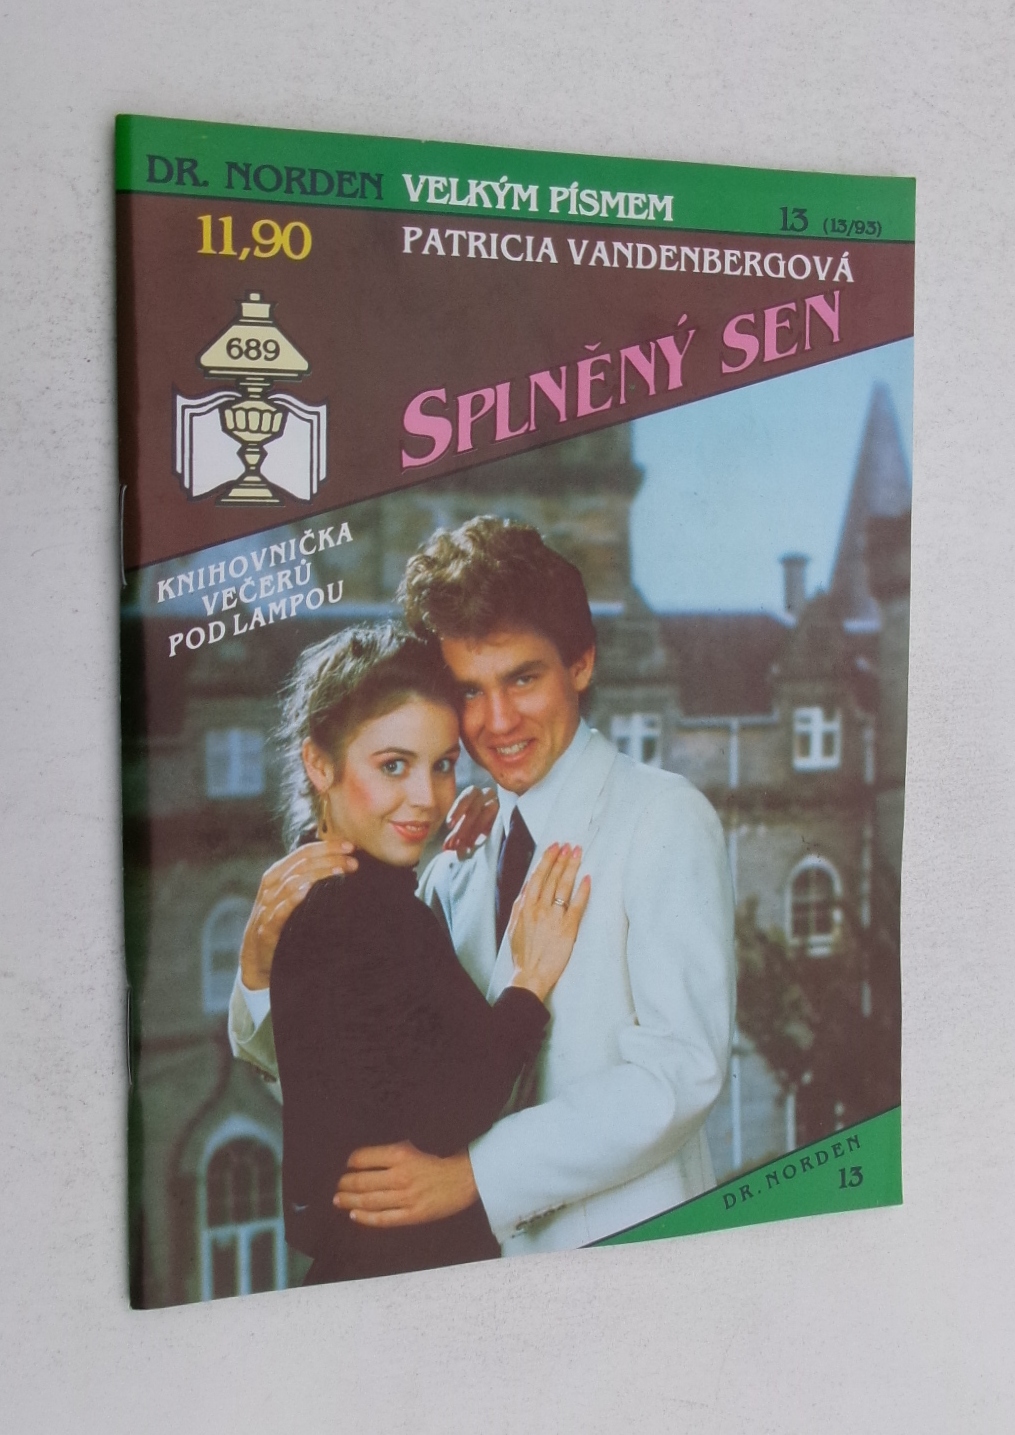 DR. NORDEN VELKÝM PÍSMEM 13 (13/93)
11,90
PATRICIA VANDENBERGOVÁ
SPLNĚNÝ SEN
689
KNIHOVNIČKA
VEČERŮ
POD LAMPOU
DR. NORDEN
13